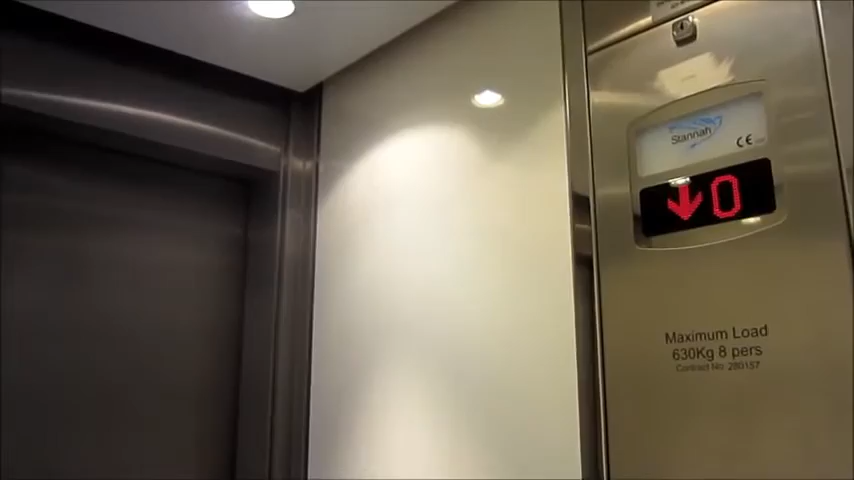 Stannah
CE
0
Maximum Load
630Kg 8 pers
Contract No 280157